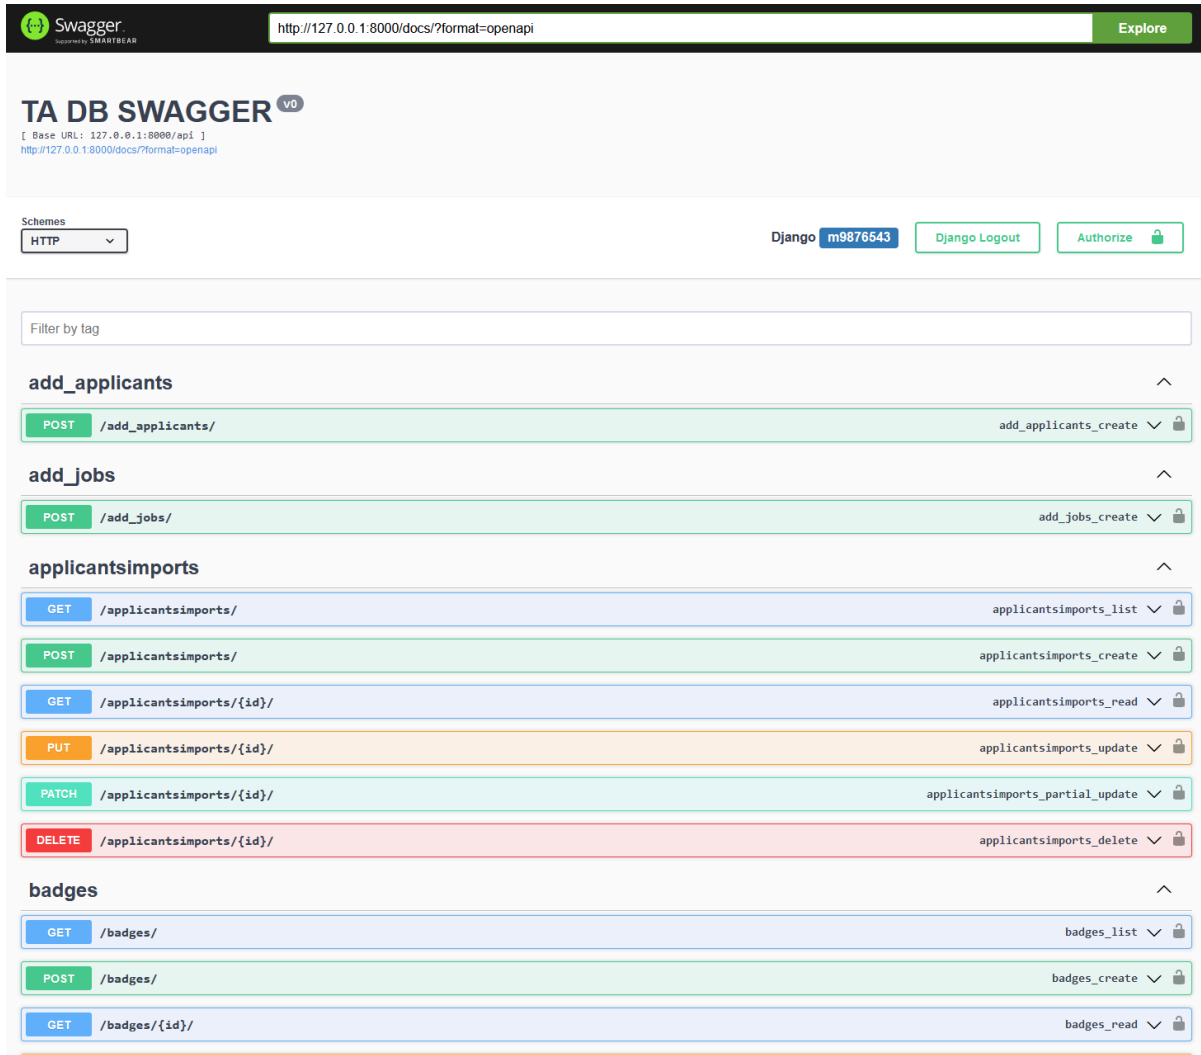 Swagger.
Supported by SMARTBEAR
http://127.0.0.1:8000/docs/?format=openapi
Explore
TA DB SWAGGER v0
[ Base URL: 127.0.0.1:8000/api ]
http://127.0.0.1:8000/docs/?format=openapi
Schemes
HTTP
Django m9876543
Django Logout
Authorize
Filter by tag
add_applicants
POST /add_applicants/ add_applicants_create
add_jobs
POST /add_jobs/ add_jobs_create
applicantsimports
GET /applicantsimports/ applicantsimports_list
POST /applicantsimports/ applicantsimports_create
GET /applicantsimports/{id}/ applicantsimports_read
PUT /applicantsimports/{id}/ applicantsimports_update
PATCH /applicantsimports/{id}/ applicantsimports_partial_update
DELETE /applicantsimports/{id}/ applicantsimports_delete
badges
GET /badges/ badges_list
POST /badges/ badges_create
GET /badges/{id}/ badges_read